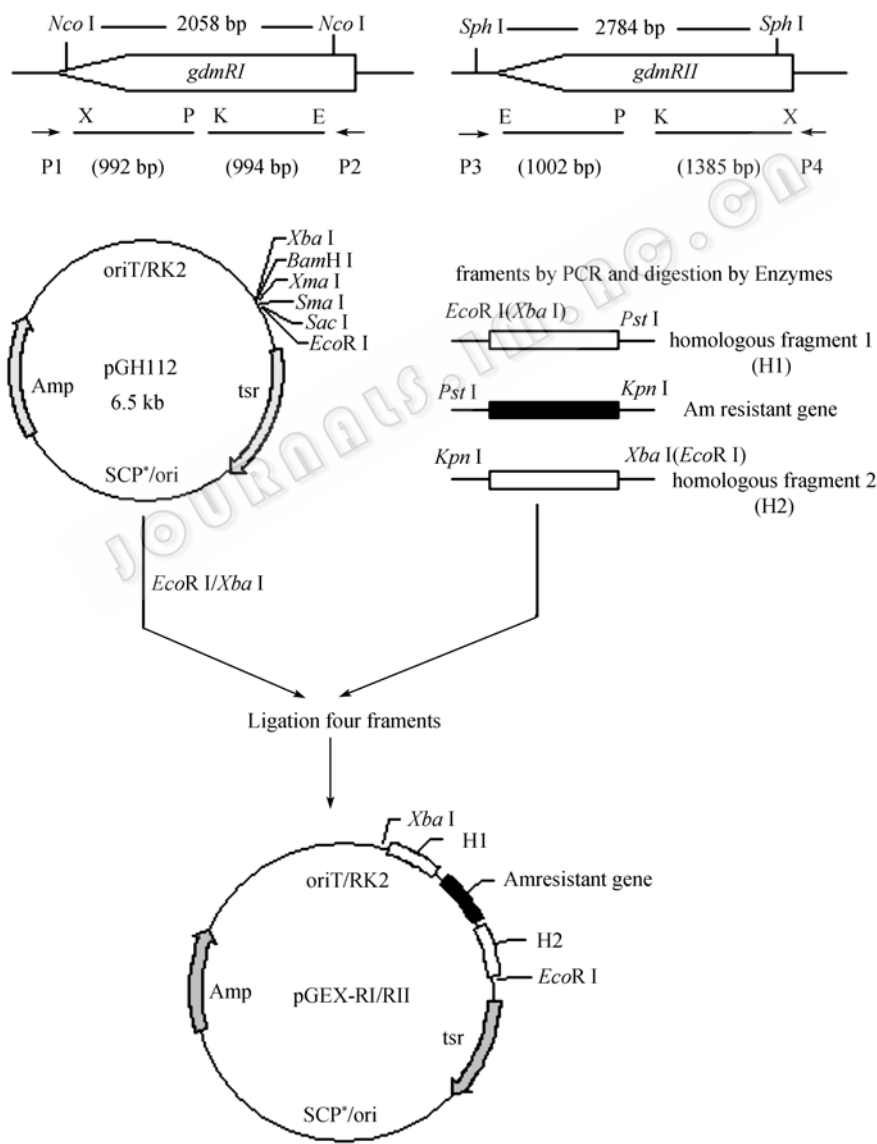 Nco I 2058 bp Nco I
gdmRI
X P K E
P1 (992 bp) (994 bp) P2
Sph I 2784 bp Sph I
gdmRII
E P K X
P3 (1002 bp) (1385 bp) P4
Xba I
BamH I
Xma I
Sma I
Sac I
EcoR I
oriT/RK2
Amp
pGH112
6.5 kb
tsr
SCP*/ori
framents by PCR and digestion by Enzymes
EcoR I(Xba I) Pst I
homologous fragment 1
(H1)
Pst I Kpn I
Am resistant gene
Kpn I Xba I(EcoR I)
homologous fragment 2
(H2)
EcoR I/Xba I
Ligation four framents
Xba I
H1
oriT/RK2
Amresistant gene
H2
EcoR I
Amp
pGEX-RI/RII
tsr
SCP*/ori
JOURNALS.IM.AC.CN